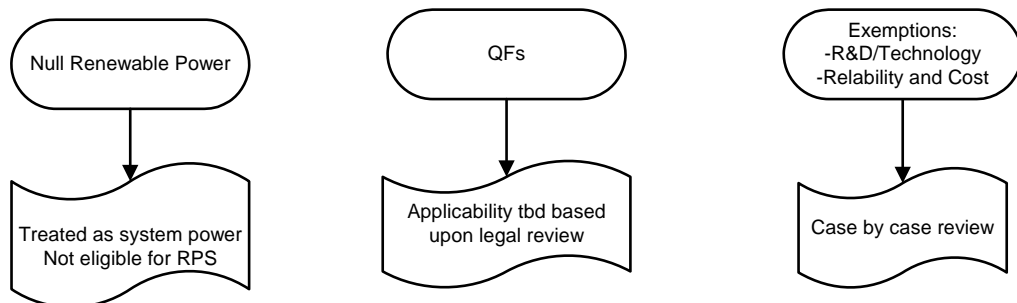 Null Renewable Power
QFs
Exemptions:
-R&D/Technology
-Relability and Cost
Treated as system power
Not eligible for RPS
Applicability tbd based
upon legal review
Case by case review